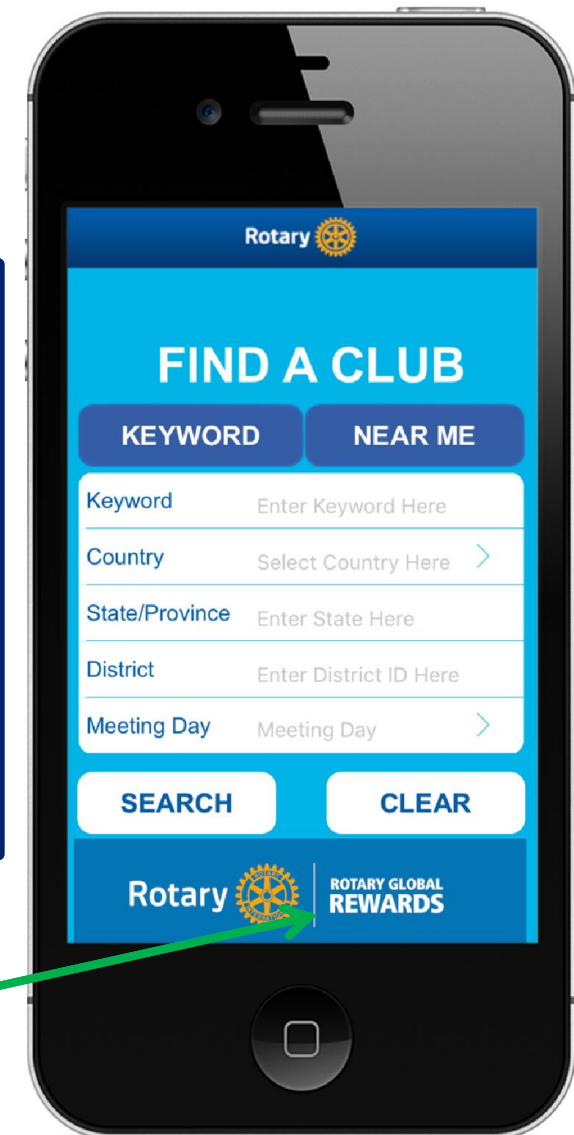 Rotary
FIND A CLUB
KEYWORD NEAR ME
Keyword Enter Keyword Here
Country Select Country Here
State/Province Enter State Here
District Enter District ID Here
Meeting Day Meeting Day
SEARCH CLEAR
Rotary ROTARY GLOBAL
REWARDS